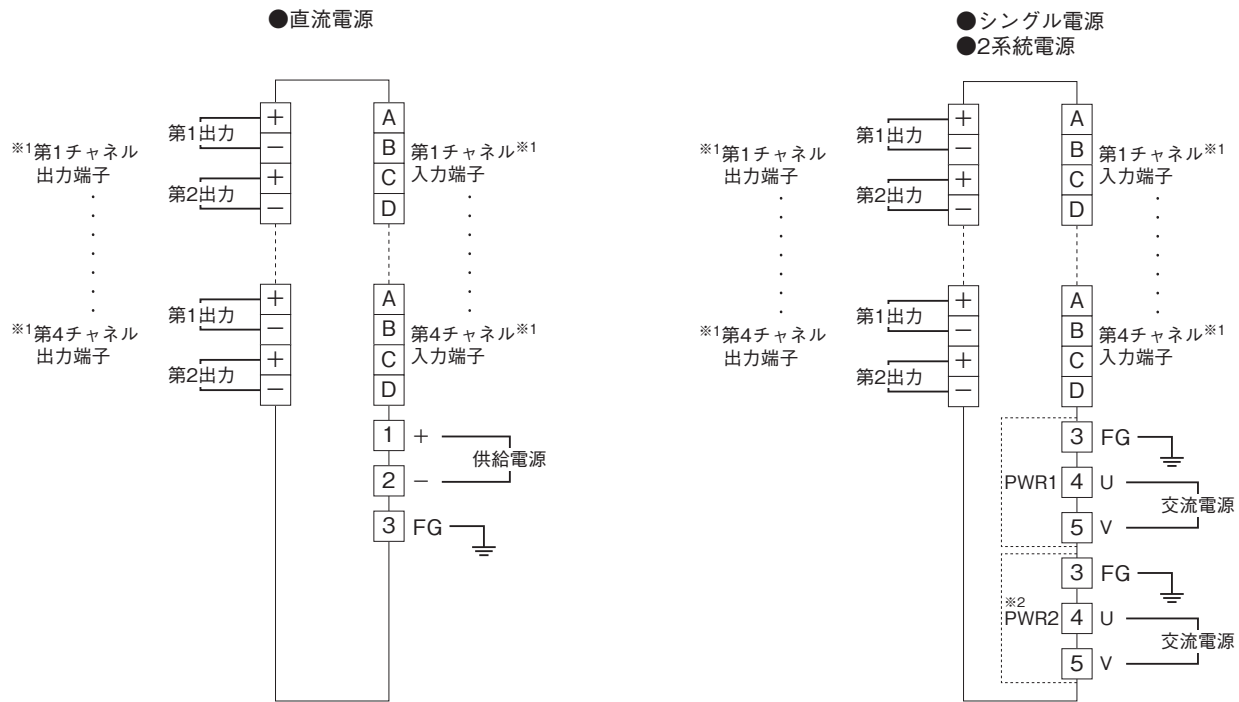 ●直流電源
※1第1チャネル
出力端子
第1出力
+
−
第2出力
+
−
A
B
C
D
第1チャネル※1
入力端子
※1第4チャネル
出力端子
第1出力
+
−
第2出力
+
−
A
B
C
D
第4チャネル※1
入力端子
1 +
供給電源
2 −
3 FG
●シングル電源
●2系統電源
※1第1チャネル
出力端子
第1出力
+
−
第2出力
+
−
A
B
C
D
第1チャネル※1
入力端子
※1第4チャネル
出力端子
第1出力
+
−
第2出力
+
−
A
B
C
D
第4チャネル※1
入力端子
3 FG
PWR1 4 U
交流電源
5 V
3 FG
※2
PWR2 4 U
交流電源
5 V